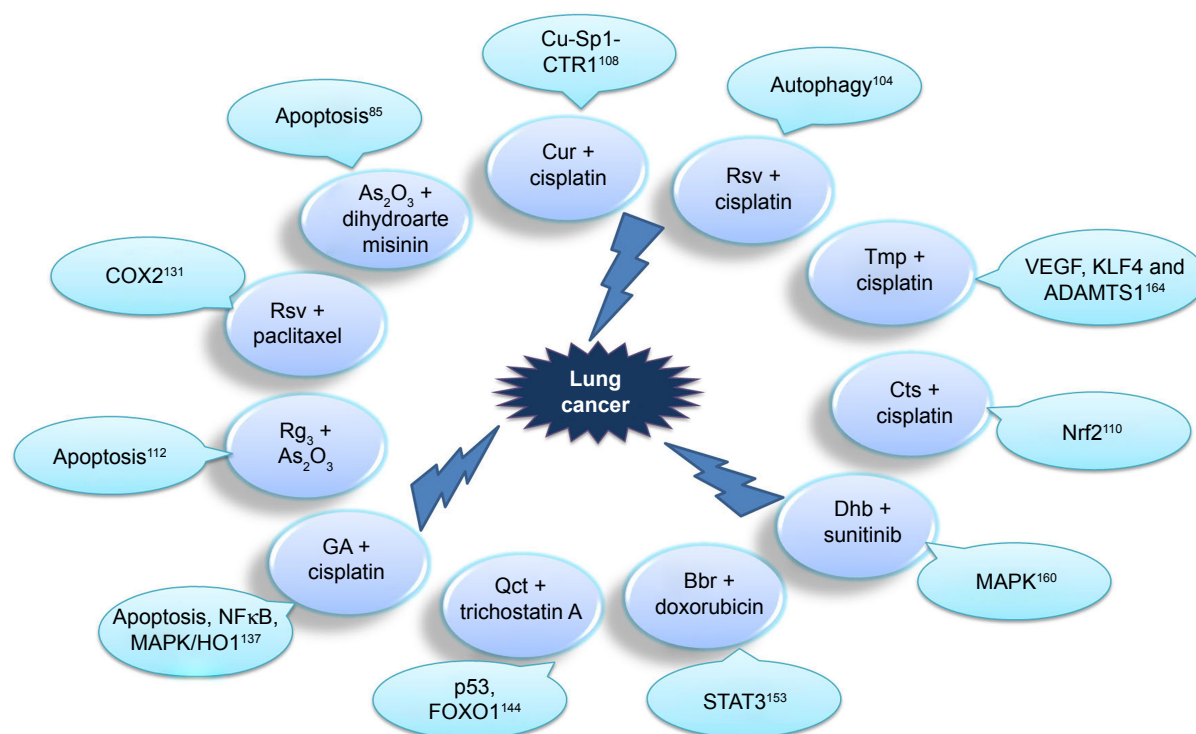 Cu-Sp1-
CTR1¹⁰⁸
Autophagy¹⁰⁴
Apoptosis⁸⁵
Cur +
cisplatin
Rsv +
cisplatin
As₂O₃ +
dihydroarte
misinin
Tmp +
cisplatin
VEGF, KLF4 and
ADAMTS1¹⁶⁴
COX2¹³¹
Rsv +
paclitaxel
Lung
cancer
Cts +
cisplatin
Nrf2¹¹⁰
Apoptosis¹¹²
Rg₃ +
As₂O₃
Dhb +
sunitinib
MAPK¹⁶⁰
GA +
cisplatin
Qct +
trichostatin A
Bbr +
doxorubicin
Apoptosis, NFκB,
MAPK/HO1¹³⁷
p53,
FOXO1¹⁴⁴
STAT3¹⁵³